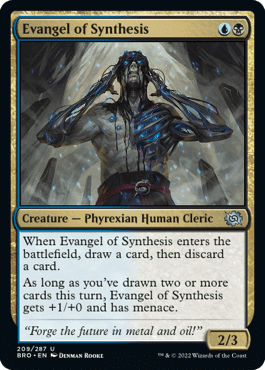 Evangel of Synthesis
Creature — Phyrexian Human Cleric
When Evangel of Synthesis enters the
battlefield, draw a card, then discard
a card.
As long as you've drawn two or more
cards this turn, Evangel of Synthesis
gets +1/+0 and has menace.
"Forge the future in metal and oil!"
2/3
209/287 U
BRO • EN DENMAN ROOKE
™ & © 2022 Wizards of the Coast